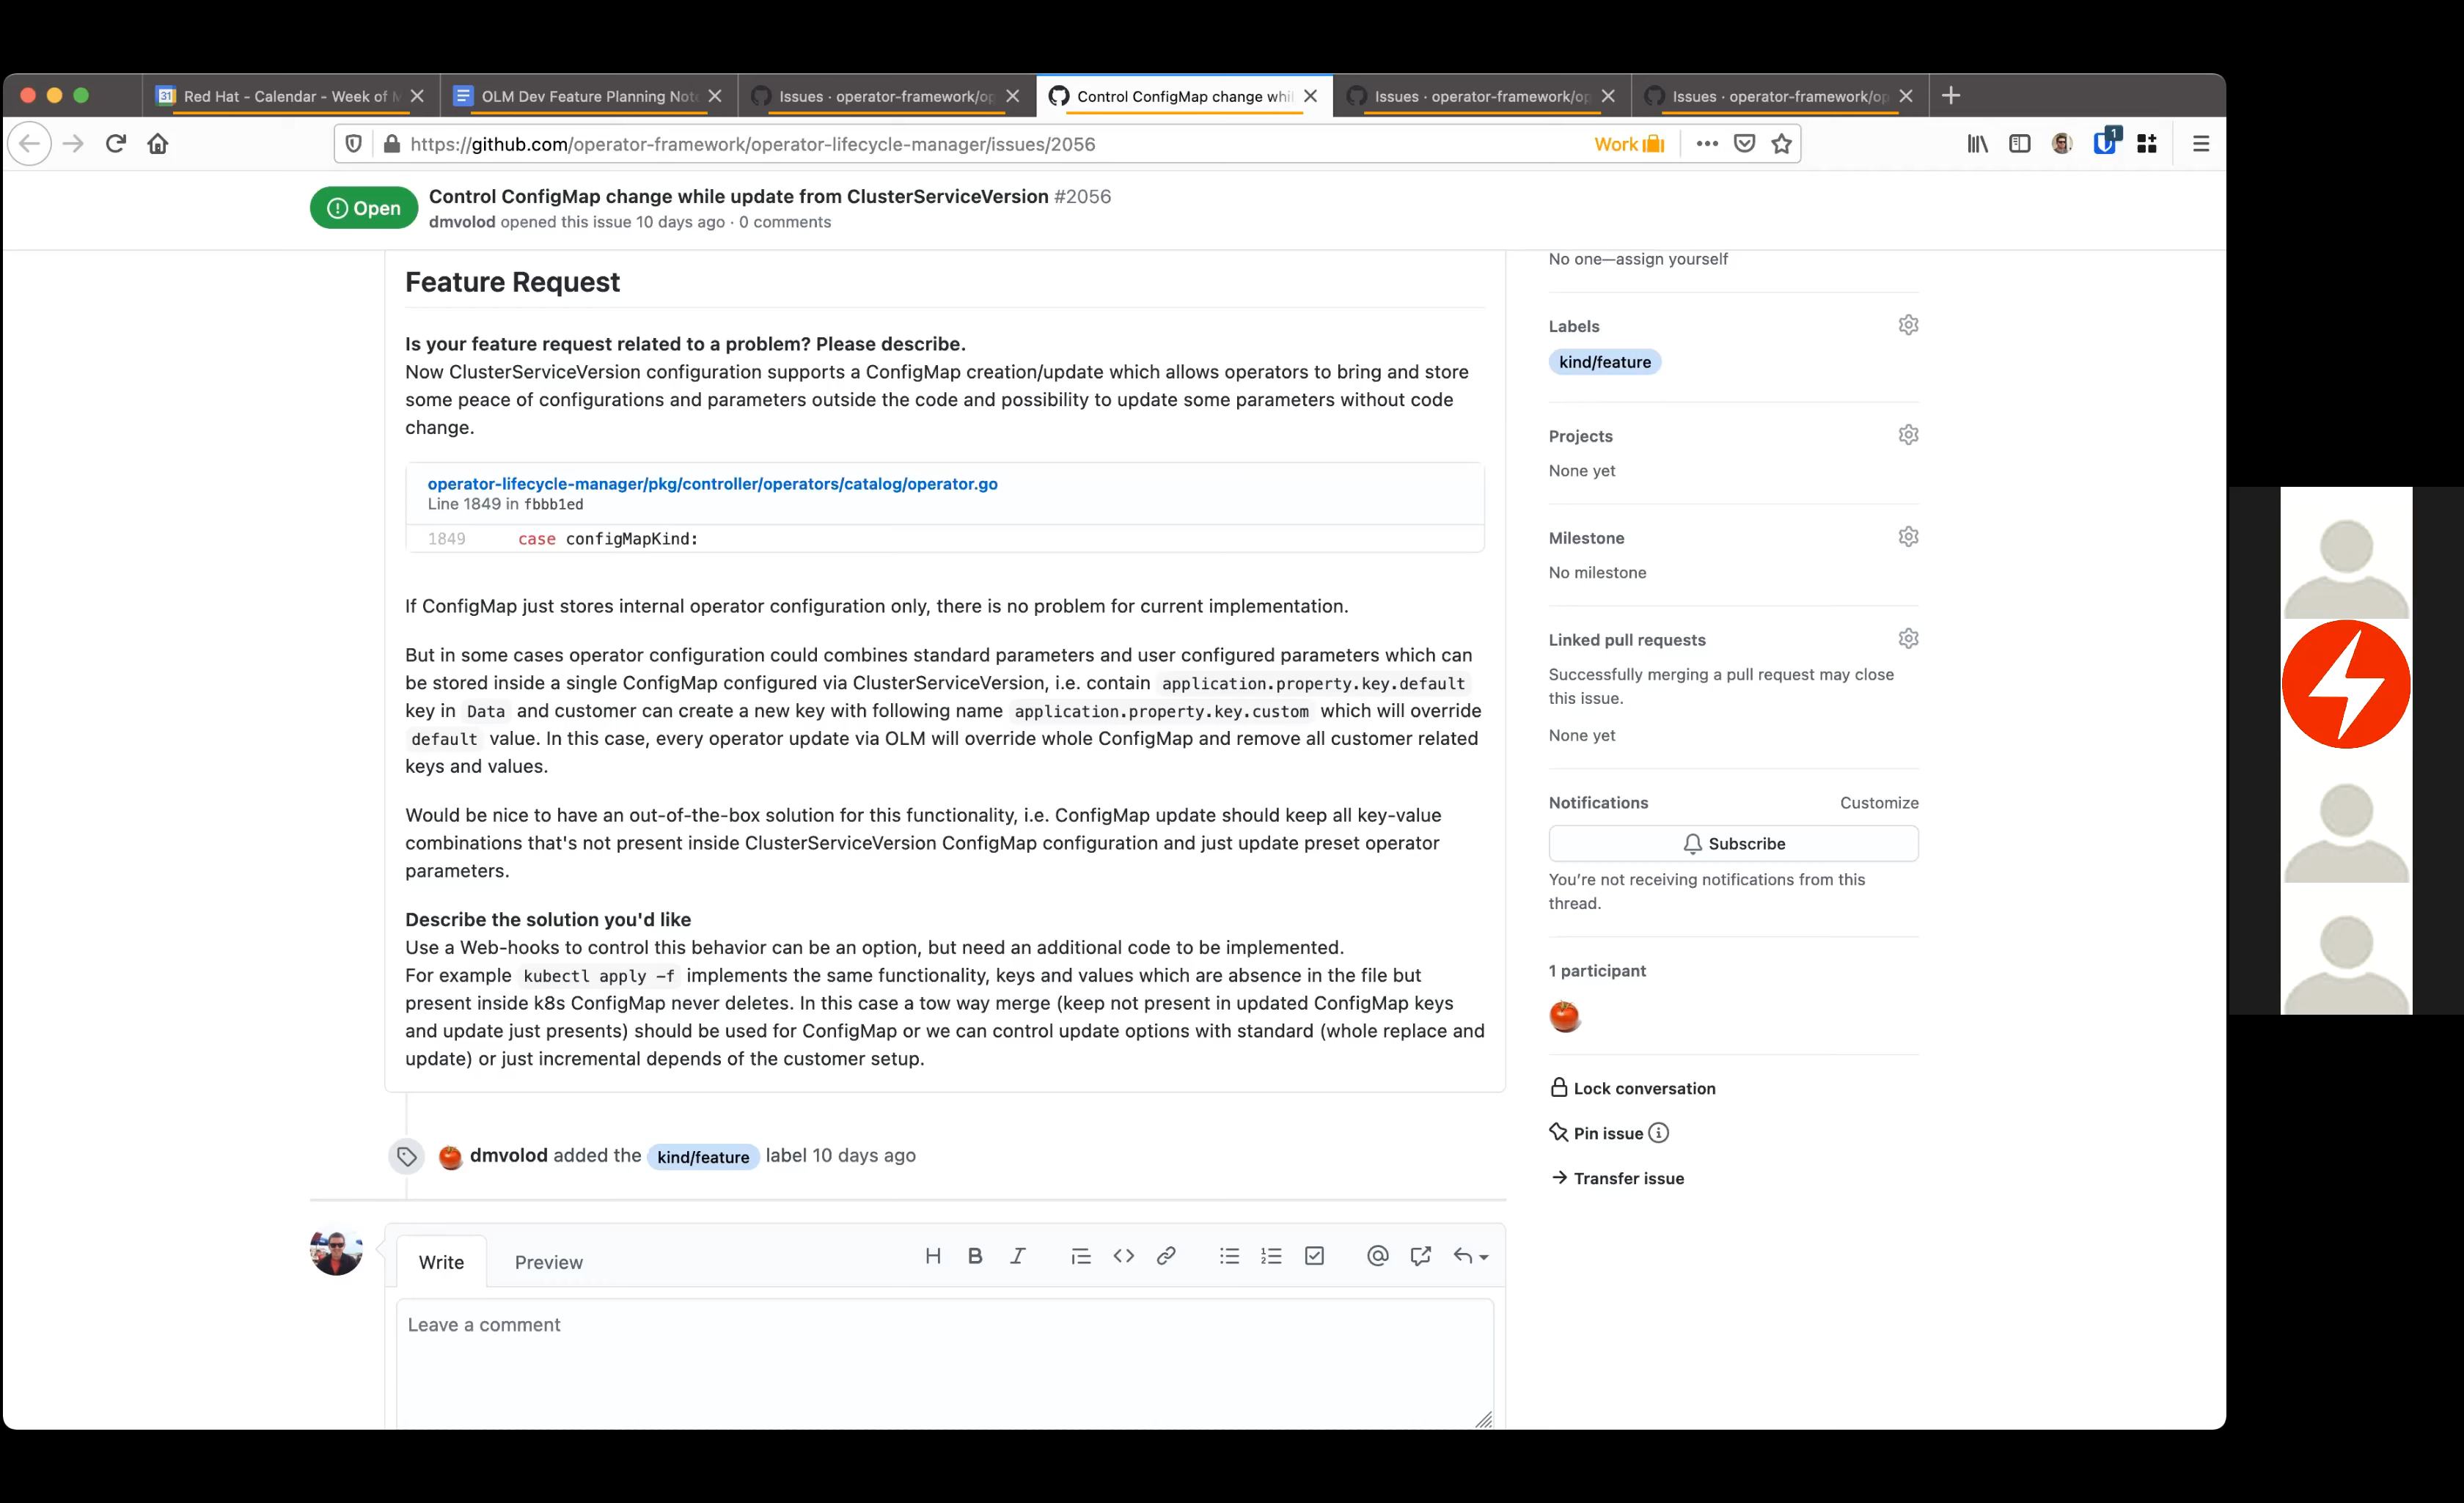 31 Red Hat - Calendar - Week of M
OLM Dev Feature Planning Note
Issues · operator-framework/op
Control ConfigMap change whil
Issues · operator-framework/op
Issues · operator-framework/op
https://github.com/operator-framework/operator-lifecycle-manager/issues/2056
Work
1
Open
Control ConfigMap change while update from ClusterServiceVersion #2056
dmvolod opened this issue 10 days ago · 0 comments
Feature Request
Is your feature request related to a problem? Please describe.
Now ClusterServiceVersion configuration supports a ConfigMap creation/update which allows operators to bring and store
some peace of configurations and parameters outside the code and possibility to update some parameters without code
change.
operator-lifecycle-manager/pkg/controller/operators/catalog/operator.go
Line 1849 in fbbb1ed
1849 case configMapKind:
If ConfigMap just stores internal operator configuration only, there is no problem for current implementation.
But in some cases operator configuration could combines standard parameters and user configured parameters which can
be stored inside a single ConfigMap configured via ClusterServiceVersion, i.e. contain application.property.key.default
key in Data and customer can create a new key with following name application.property.key.custom which will override
default value. In this case, every operator update via OLM will override whole ConfigMap and remove all customer related
keys and values.
Would be nice to have an out-of-the-box solution for this functionality, i.e. ConfigMap update should keep all key-value
combinations that's not present inside ClusterServiceVersion ConfigMap configuration and just update preset operator
parameters.
Describe the solution you'd like
Use a Web-hooks to control this behavior can be an option, but need an additional code to be implemented.
For example kubectl apply -f implements the same functionality, keys and values which are absence in the file but
present inside k8s ConfigMap never deletes. In this case a tow way merge (keep not present in updated ConfigMap keys
and update just presents) should be used for ConfigMap or we can control update options with standard (whole replace and
update) or just incremental depends of the customer setup.
dmvolod added the kind/feature label 10 days ago
Write
Preview
Leave a comment
No one—assign yourself
Labels
kind/feature
Projects
None yet
Milestone
No milestone
Linked pull requests
Successfully merging a pull request may close
this issue.
None yet
Notifications
Customize
Subscribe
You're not receiving notifications from this
thread.
1 participant
Lock conversation
Pin issue
Transfer issue